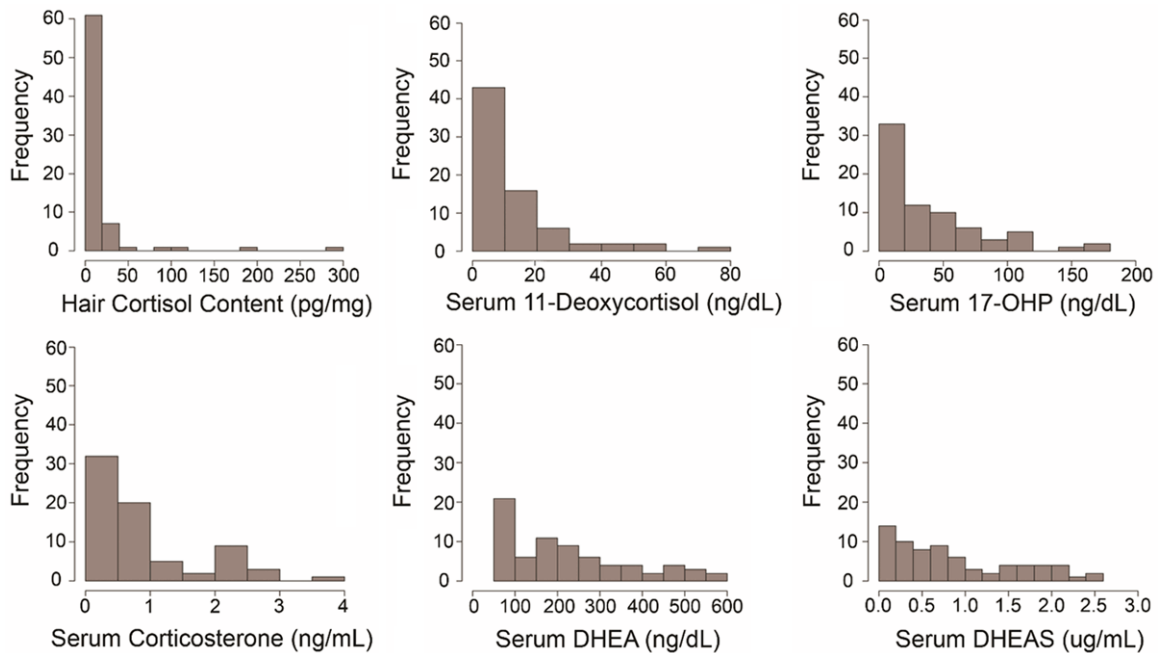 Frequency
60
50
40
30
20
10
0
0 50 100 150 200 250 300
Hair Cortisol Content (pg/mg)
Frequency
60
50
40
30
20
10
0
0 20 40 60 80
Serum 11-Deoxycortisol (ng/dL)
Frequency
60
50
40
30
20
10
0
0 50 100 150 200
Serum 17-OHP (ng/dL)
Frequency
60
50
40
30
20
10
0
0 1 2 3 4
Serum Corticosterone (ng/mL)
Frequency
60
50
40
30
20
10
0
0 100 200 300 400 500 600
Serum DHEA (ng/dL)
Frequency
60
50
40
30
20
10
0
0.0 0.5 1.0 1.5 2.0 2.5 3.0
Serum DHEAS (ug/mL)